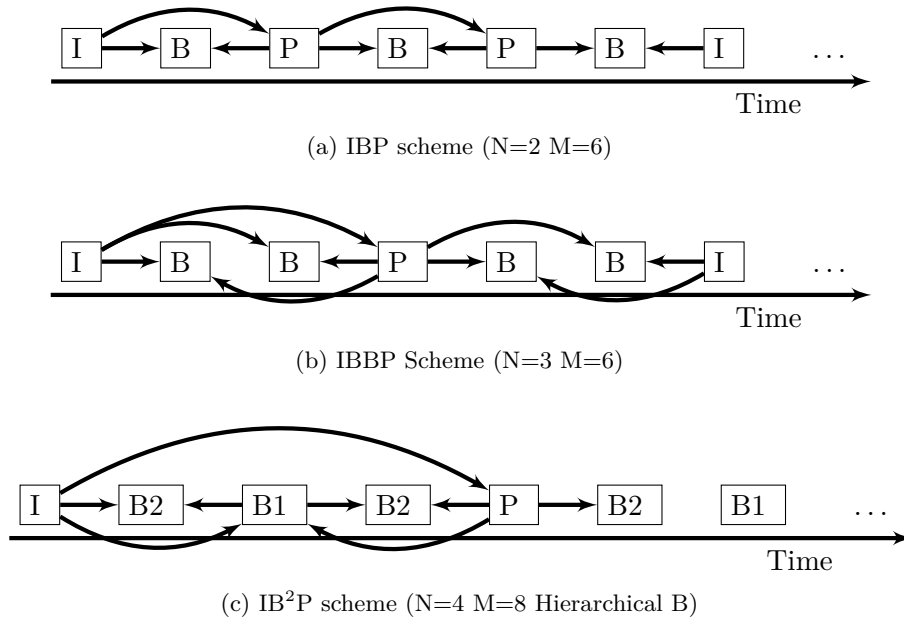 I B P B P B I ...
Time
(a) IBP scheme (N=2 M=6)
I B B P B B I ...
Time
(b) IBBP Scheme (N=3 M=6)
I B2 B1 B2 P B2 B1 ...
Time
(c) IB²P scheme (N=4 M=8 Hierarchical B)